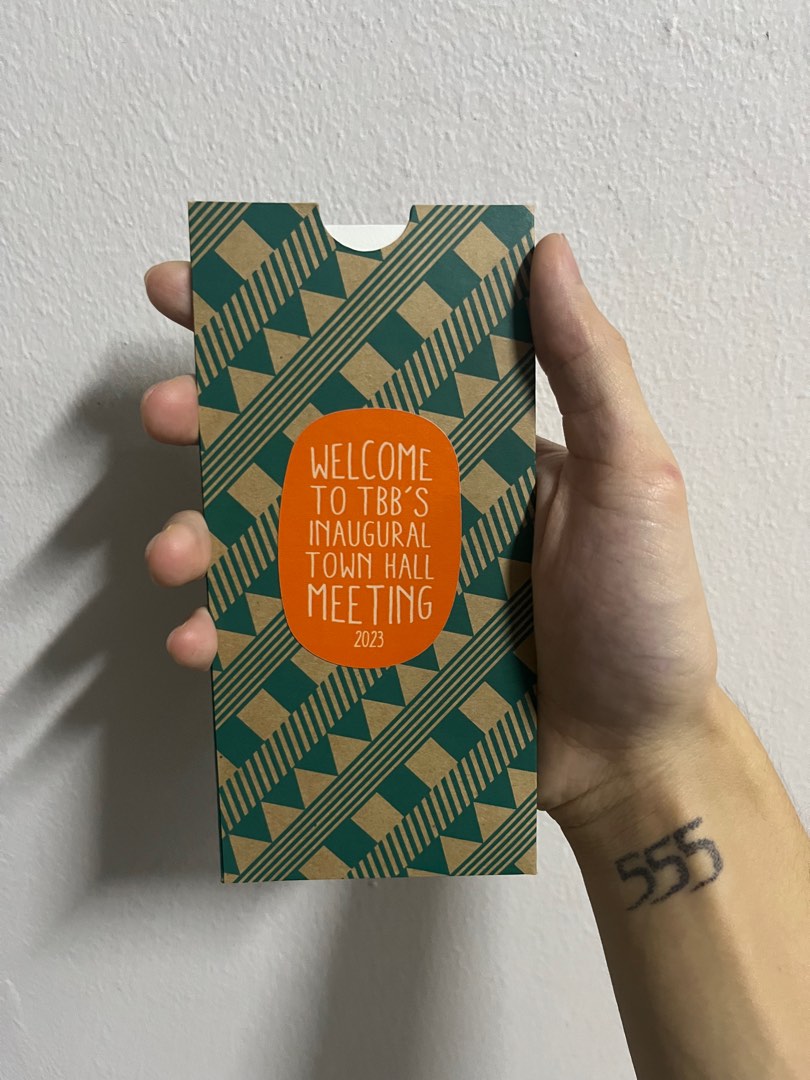 WELCOME
TO TBB'S
INAUGURAL
TOWN HALL
MEETING
2023
555